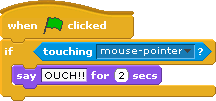 when clicked
if touching mouse-pointer ?
say OUCH!! for 2 secs